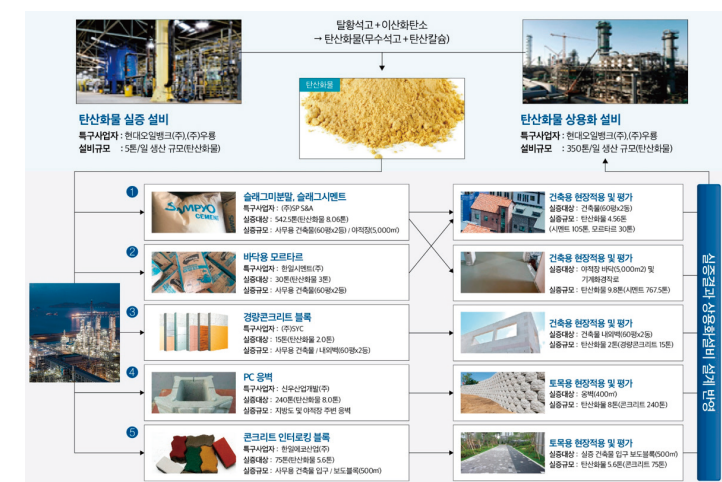 탈황석고+이산화탄소
→ 탄산화물(무수석고+탄산칼슘)
탄산화물
탄산화물 실증 설비
특구사업자 : 현대오일뱅크(주),(주)우룡
설비규모 : 5톤/일 생산 규모(탄산화물)
탄산화물 상용화 설비
특구사업자 : 현대오일뱅크(주),(주)우룡
설비규모 : 350톤/일 생산 규모(탄산화물)
1
SAMPYO
CEMENT
슬래그미분말, 슬래그시멘트
특구사업자 : (주)SP S&A
실증대상 : 542.5톤(탄산화물 8.06톤)
실증규모 : 사무용 건축물(60평x2동) / 야적장(5,000㎡)
건축용 현장적용 및 평가
실증대상 : 건축물(60평x2동)
실증규모 : 탄산화물 4.56톤
(시멘트 105톤, 모르타르 30톤)
2
바닥용 모르타르
특구사업자 : 한일시멘트(주)
실증대상 : 30톤(탄산화물 3톤)
실증규모 : 사무용 건축물(60평x2동)
건축용 현장적용 및 평가
실증대상 : 야적장 바닥(5,000m2) 및
기계화경작로
실증규모 : 탄산화물 9.8톤(시멘트 767.5톤)
3
경량콘크리트 블록
특구사업자 : (주)SYC
실증대상 : 15톤(탄산화물 2.0톤)
실증규모 : 사무용 건축물 / 내외벽(60평x2동)
건축용 현장적용 및 평가
실증대상 : 건축물 내외벽(60평x2동)
실증규모 : 탄산화물 2톤(경량콘크리트 15톤)
4
PC 옹벽
특구사업자 : 신우산업개발(주)
실증대상 : 240톤(탄산화물 8.0톤)
실증규모 : 지방도 및 야적장 주변 옹벽
토목용 현장적용 및 평가
실증대상 : 옹벽(400㎡)
실증규모 : 탄산화물 8톤(콘크리트 240톤)
5
콘크리트 인터로킹 블록
특구사업자 : 한일에코산업(주)
실증대상 : 75톤(탄산화물 5.6톤)
실증규모 : 사무용 건축물 입구 / 보도블록(500㎡)
토목용 현장적용 및 평가
실증대상 : 실증 건축물 입구 보도블록(500㎡)
실증규모 : 탄산화물 5.6톤(콘크리트 75톤)
실증결과 상용화설비 설계 반영